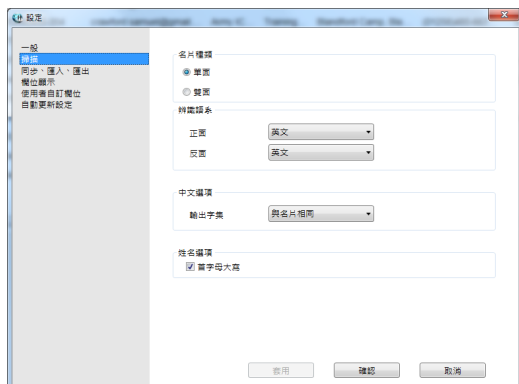 設定
一般
掃描
同步、匯入、匯出
欄位顯示
使用者自訂欄位
自動更新設定
名片種類
單面
雙面
辨識語系
正面 英文
反面 英文
中文選項
輸出字集 與名片相同
姓名選項
首字母大寫
套用 確認 取消